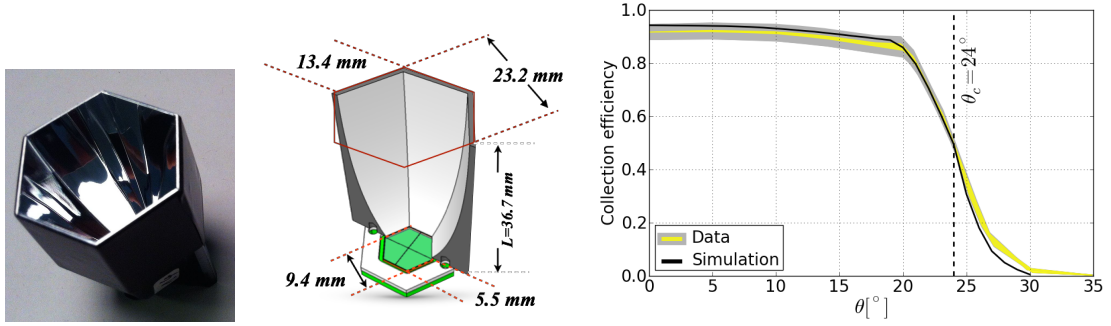 13.4 mm
23.2 mm
L=36.7 mm
9.4 mm
5.5 mm
Collection efficiency
1.0
0.8
0.6
0.4
0.2
0.0
θc=24°
Data
Simulation
0 5 10 15 20 25 30 35
θ[°]